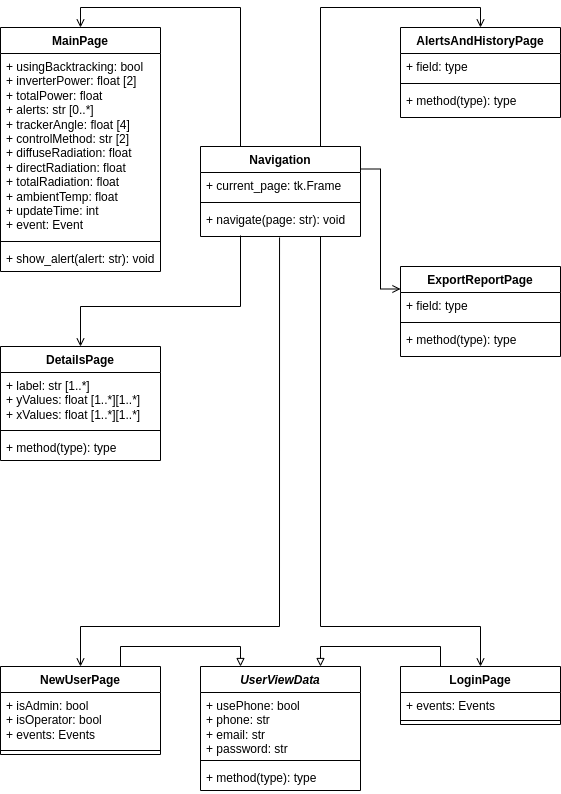 MainPage
+ usingBacktracking: bool
+ inverterPower: float [2]
+ totalPower: float
+ alerts: str [0..*]
+ trackerAngle: float [4]
+ controlMethod: str [2]
+ diffuseRadiation: float
+ directRadiation: float
+ totalRadiation: float
+ ambientTemp: float
+ updateTime: int
+ event: Event
+ show_alert(alert: str): void
AlertsAndHistoryPage
+ field: type
+ method(type): type
Navigation
+ current_page: tk.Frame
+ navigate(page: str): void
ExportReportPage
+ field: type
+ method(type): type
DetailsPage
+ label: str [1..*]
+ yValues: float [1..*][1..*]
+ xValues: float [1..*][1..*]
+ method(type): type
NewUserPage
+ isAdmin: bool
+ isOperator: bool
+ events: Events
UserViewData
+ usePhone: bool
+ phone: str
+ email: str
+ password: str
+ method(type): type
LoginPage
+ events: Events